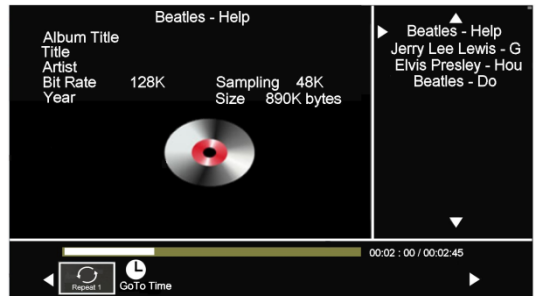 Beatles - Help
Album Title
Title
Artist
Bit Rate 128K Sampling 48K
Year Size 890K bytes
Beatles - Help
Jerry Lee Lewis - G
Elvis Presley - Hou
Beatles - Do
00:02 : 00 / 00:02:45
Repeat 1
GoTo Time